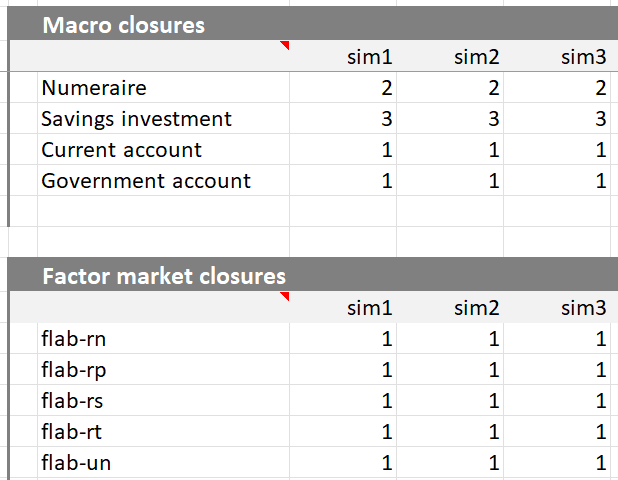 Macro closures
sim1 sim2 sim3
Numeraire 2 2 2
Savings investment 3 3 3
Current account 1 1 1
Government account 1 1 1
Factor market closures
sim1 sim2 sim3
flab-rn 1 1 1
flab-rp 1 1 1
flab-rs 1 1 1
flab-rt 1 1 1
flab-un 1 1 1